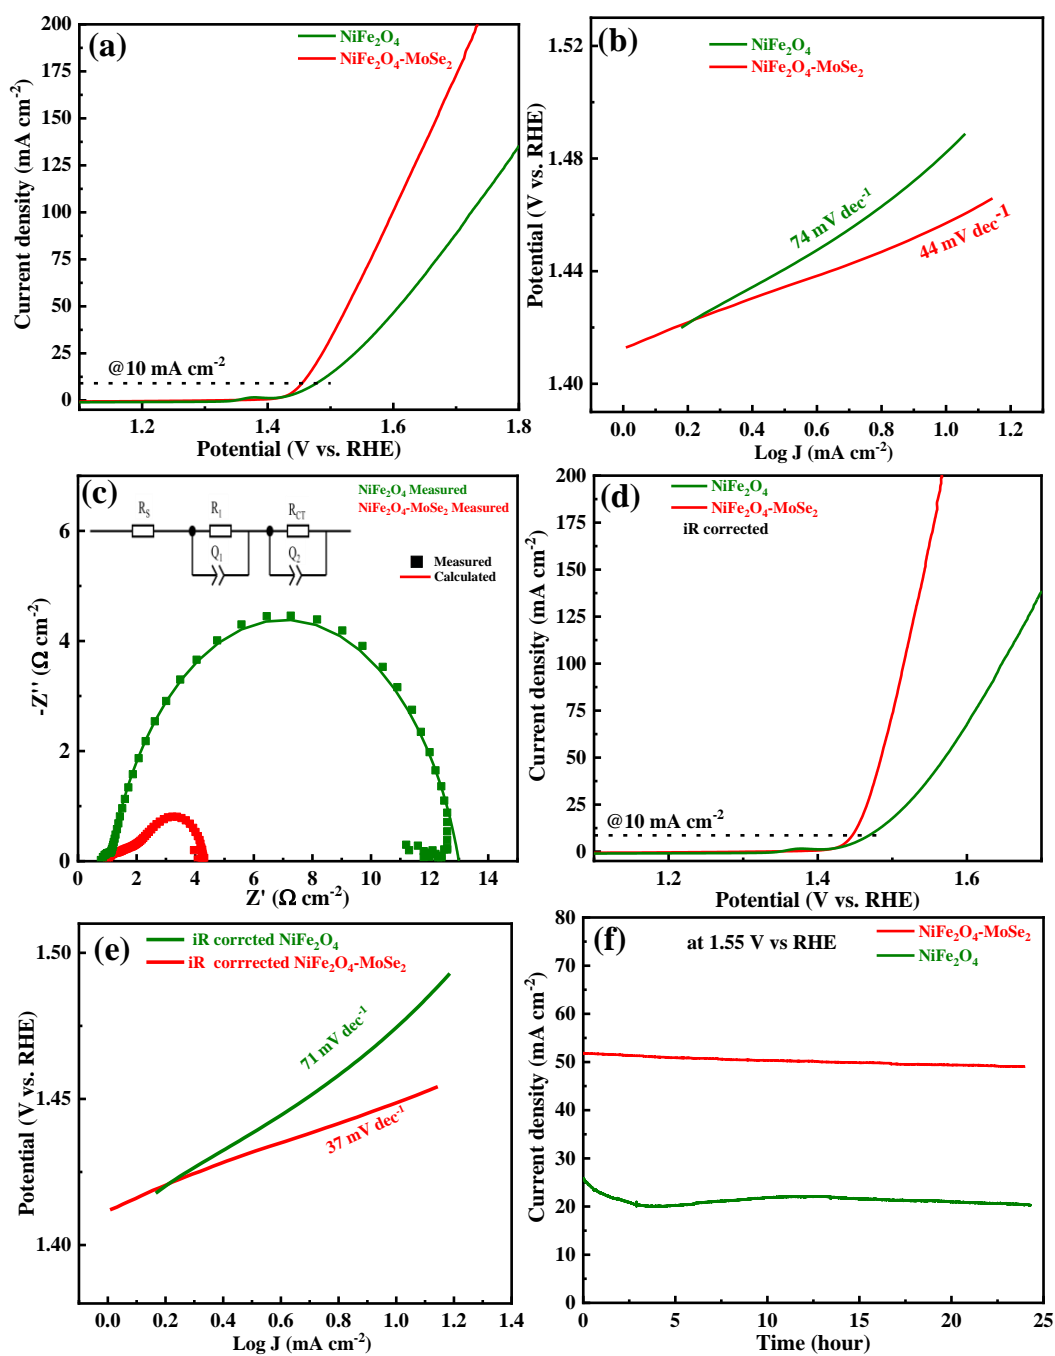 (a)
NiFe₂O₄
NiFe₂O₄-MoSe₂
@10 mA cm⁻²
200
175
150
125
100
75
50
25
0
Current density (mA cm⁻²)
1.2
1.4
1.6
1.8
Potential (V vs. RHE)
(b)
NiFe₂O₄
NiFe₂O₄-MoSe₂
74 mV dec⁻¹
44 mV dec⁻¹
1.52
1.48
1.44
1.40
Potential (V vs. RHE)
0.0
0.2
0.4
0.6
0.8
1.0
1.2
Log J (mA cm⁻²)
(c)
NiFe₂O₄ Measured
NiFe₂O₄-MoSe₂ Measured
R_S
R_1
R_CT
Q_1
Q_2
Measured
Calculated
6
4
2
0
-Z'' (Ω cm⁻²)
0
2
4
6
8
10
12
14
Z' (Ω cm⁻²)
(d)
NiFe₂O₄
NiFe₂O₄-MoSe₂
iR corrected
@10 mA cm⁻²
200
175
150
125
100
75
50
25
0
Current density (mA cm⁻²)
1.2
1.4
1.6
Potential (V vs. RHE)
(e)
iR corrcted NiFe₂O₄
iR corrrected NiFe₂O₄-MoSe₂
71 mV dec⁻¹
37 mV dec⁻¹
1.50
1.45
1.40
Potential (V vs. RHE)
0.0
0.2
0.4
0.6
0.8
1.0
1.2
1.4
Log J (mA cm⁻²)
(f)
at 1.55 V vs RHE
NiFe₂O₄-MoSe₂
NiFe₂O₄
80
70
60
50
40
30
20
10
0
Current density (mA cm⁻²)
0
5
10
15
20
25
Time (hour)